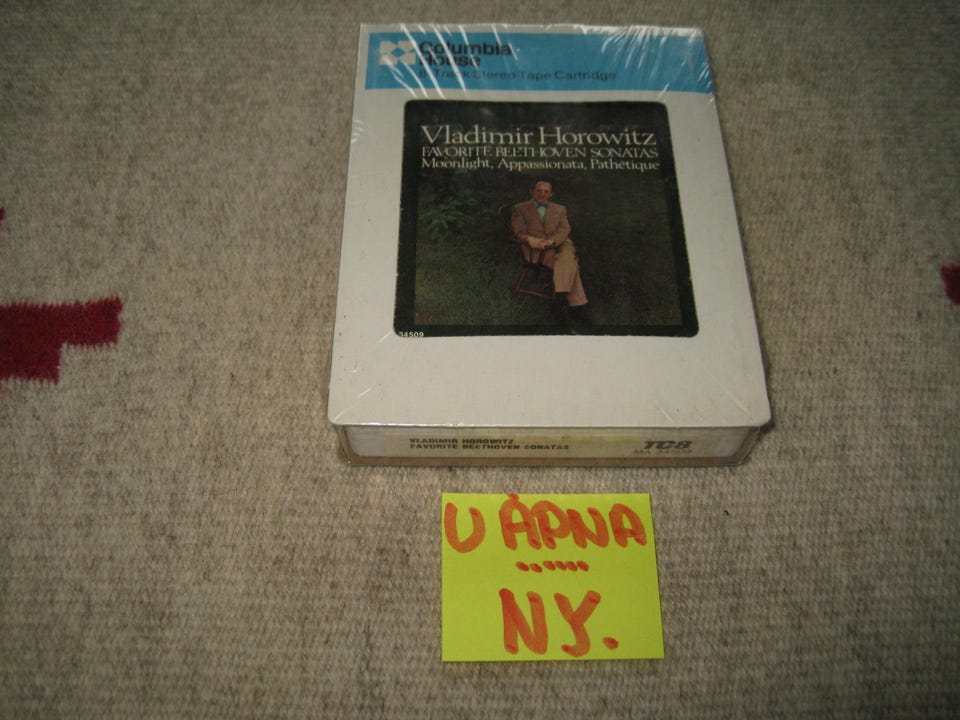 Columbia
House
8 Track Stereo Tape Cartridge
Vladimir Horowitz
FAVORITE BEETHOVEN SONATAS
Moonlight, Appassionata, Pathétique
34509
VLADIMIR HOROWITZ
FAVORITE BEETHOVEN SONATAS
TC8
MA 34509
U ÅPNA
NY.